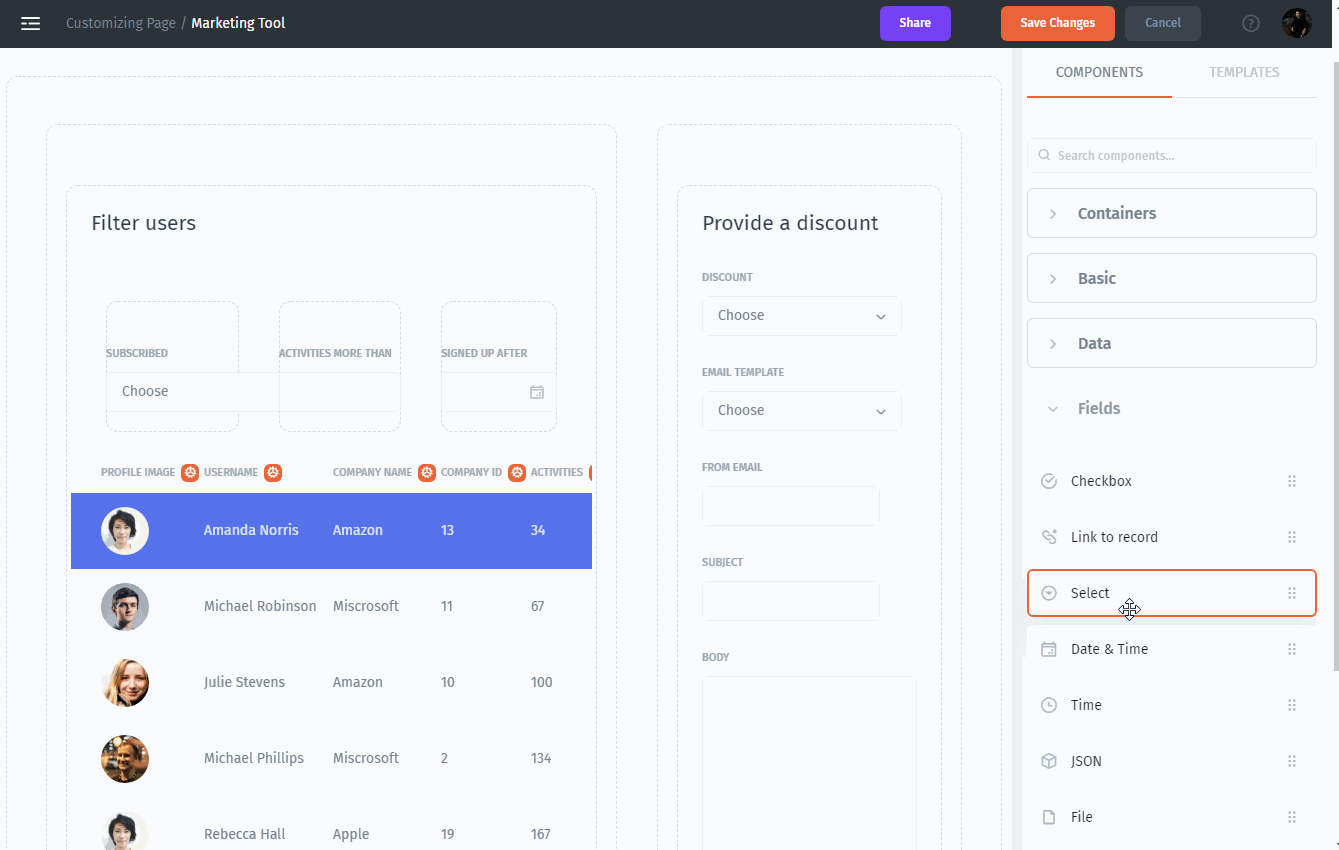 Customizing Page / Marketing Tool
Share
Save Changes
Cancel
?
COMPONENTS
TEMPLATES
Search components...
Containers
Basic
Data
Fields
Checkbox
Link to record
Select
Date & Time
Time
JSON
File
Filter users
SUBSCRIBED
ACTIVITIES MORE THAN
SIGNED UP AFTER
Choose
PROFILE IMAGE USERNAME COMPANY NAME COMPANY ID ACTIVITIES
Amanda Norris Amazon 13 34
Michael Robinson Miscrosoft 11 67
Julie Stevens Amazon 10 100
Michael Phillips Miscrosoft 2 134
Rebecca Hall Apple 19 167
Provide a discount
DISCOUNT
Choose
EMAIL TEMPLATE
Choose
FROM EMAIL
SUBJECT
BODY